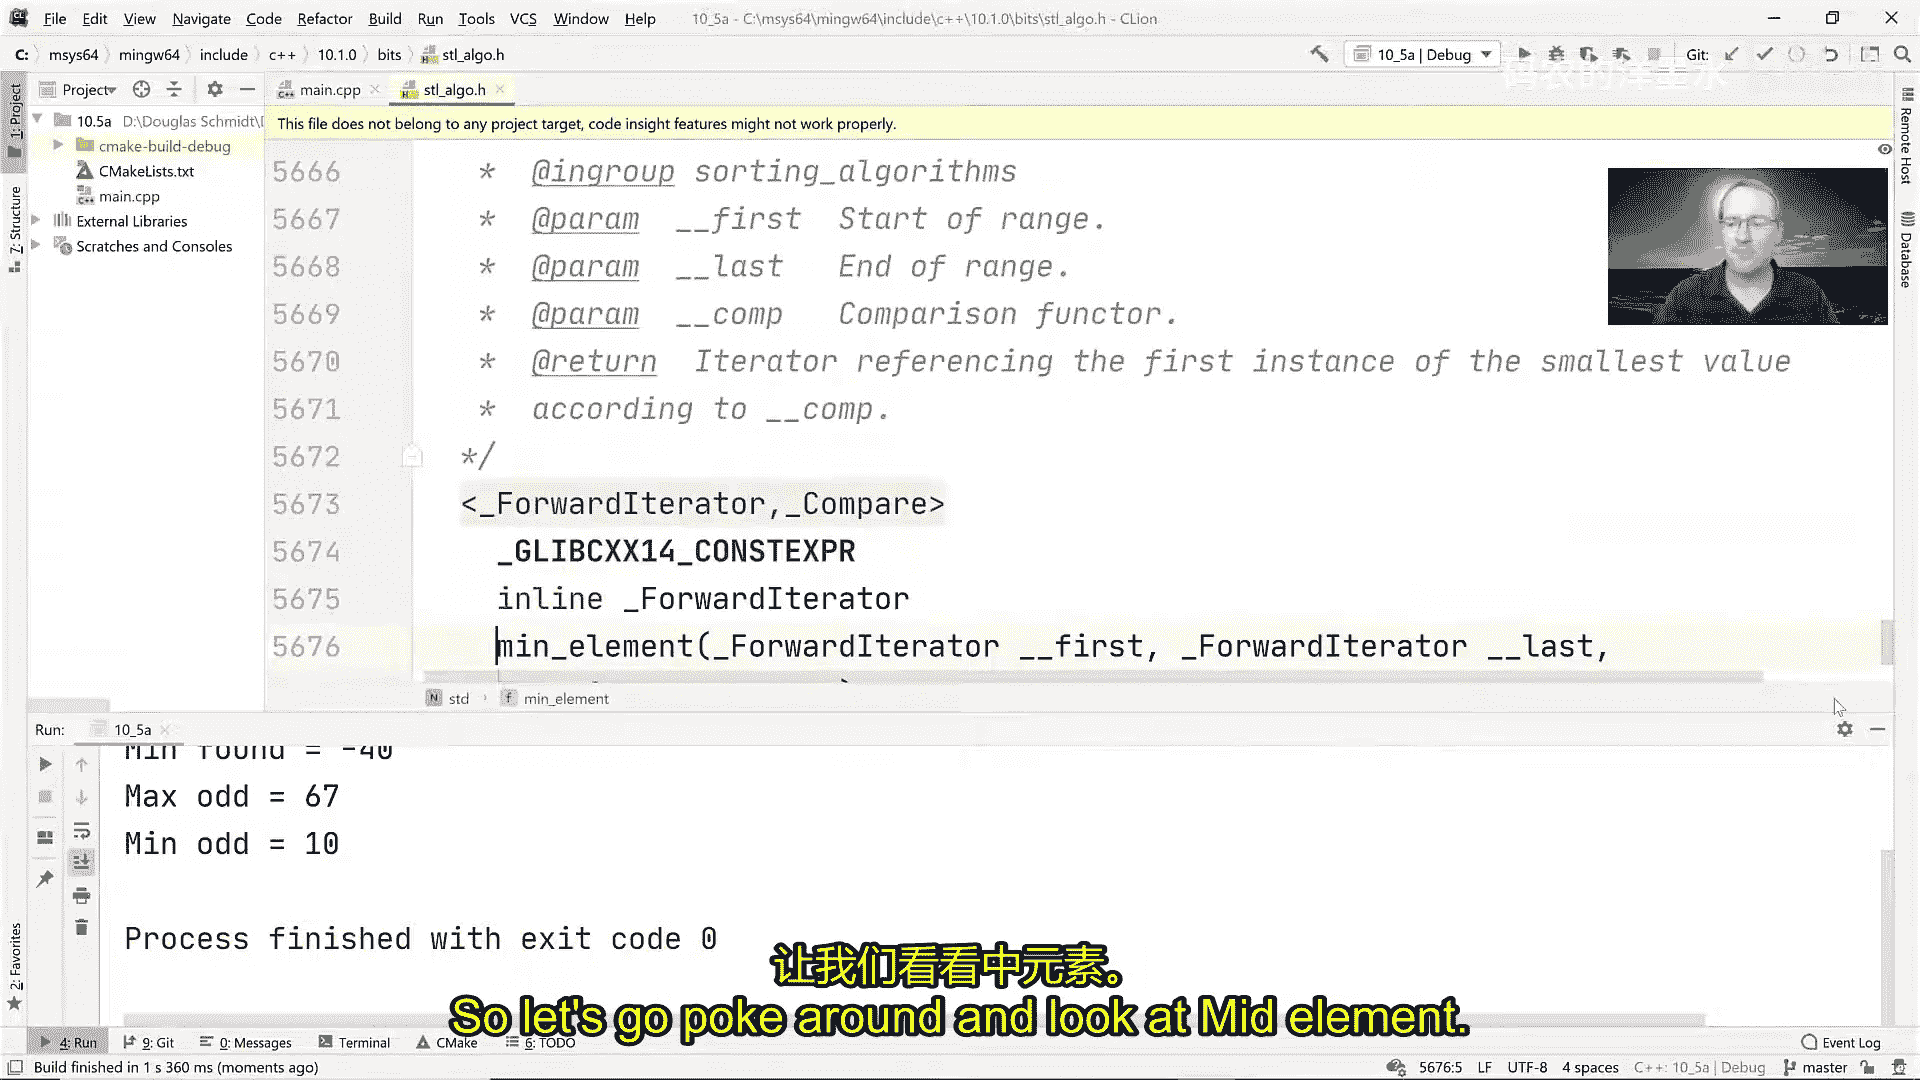 File Edit View Navigate Code Refactor Build Run Tools VCS Window Help 10_5a - C:\msys64\mingw64\include\c++\10.1.0\bits\stl_algo.h - CLion
C: msys64 mingw64 include c++ 10.1.0 bits stl_algo.h 10_5a | Debug Git:
Project main.cpp stl_algo.h
1: Project
10.5a D:\Douglas Schmidt\
This file does not belong to any project target, code insight features might not work properly.
cmake-build-debug
CMakeLists.txt
main.cpp
External Libraries
Scratches and Consoles
7: Structure
Remote Host
Database
5666 * @ingroup sorting_algorithms
5667 * @param __first Start of range.
5668 * @param __last End of range.
5669 * @param __comp Comparison functor.
5670 * @return Iterator referencing the first instance of the smallest value
5671 * according to __comp.
5672 */
5673 <_ForwardIterator,_Compare>
5674 _GLIBCXX14_CONSTEXPR
5675 inline _ForwardIterator
5676 min_element(_ForwardIterator __first, _ForwardIterator __last,
N std f min_element
Run: 10_5a
Min found = -40
Max odd = 67
Min odd = 10
Process finished with exit code 0
2: Favorites
让我们看看中元素。
So let's go poke around and look at Mid element.
4: Run 9: Git 0: Messages Terminal CMake 6: TODO Event Log
Build finished in 1 s 360 ms (moments ago) 5676:5 LF UTF-8 4 spaces C++: 10_5a | Debug master